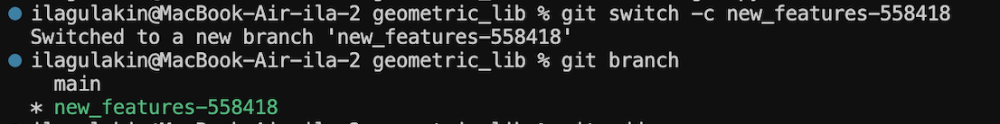 ilagulakin@MacBook-Air-ila-2 geometric_lib % git switch -c new_features-558418
Switched to a new branch 'new_features-558418'
ilagulakin@MacBook-Air-ila-2 geometric_lib % git branch
  main
* new_features-558418